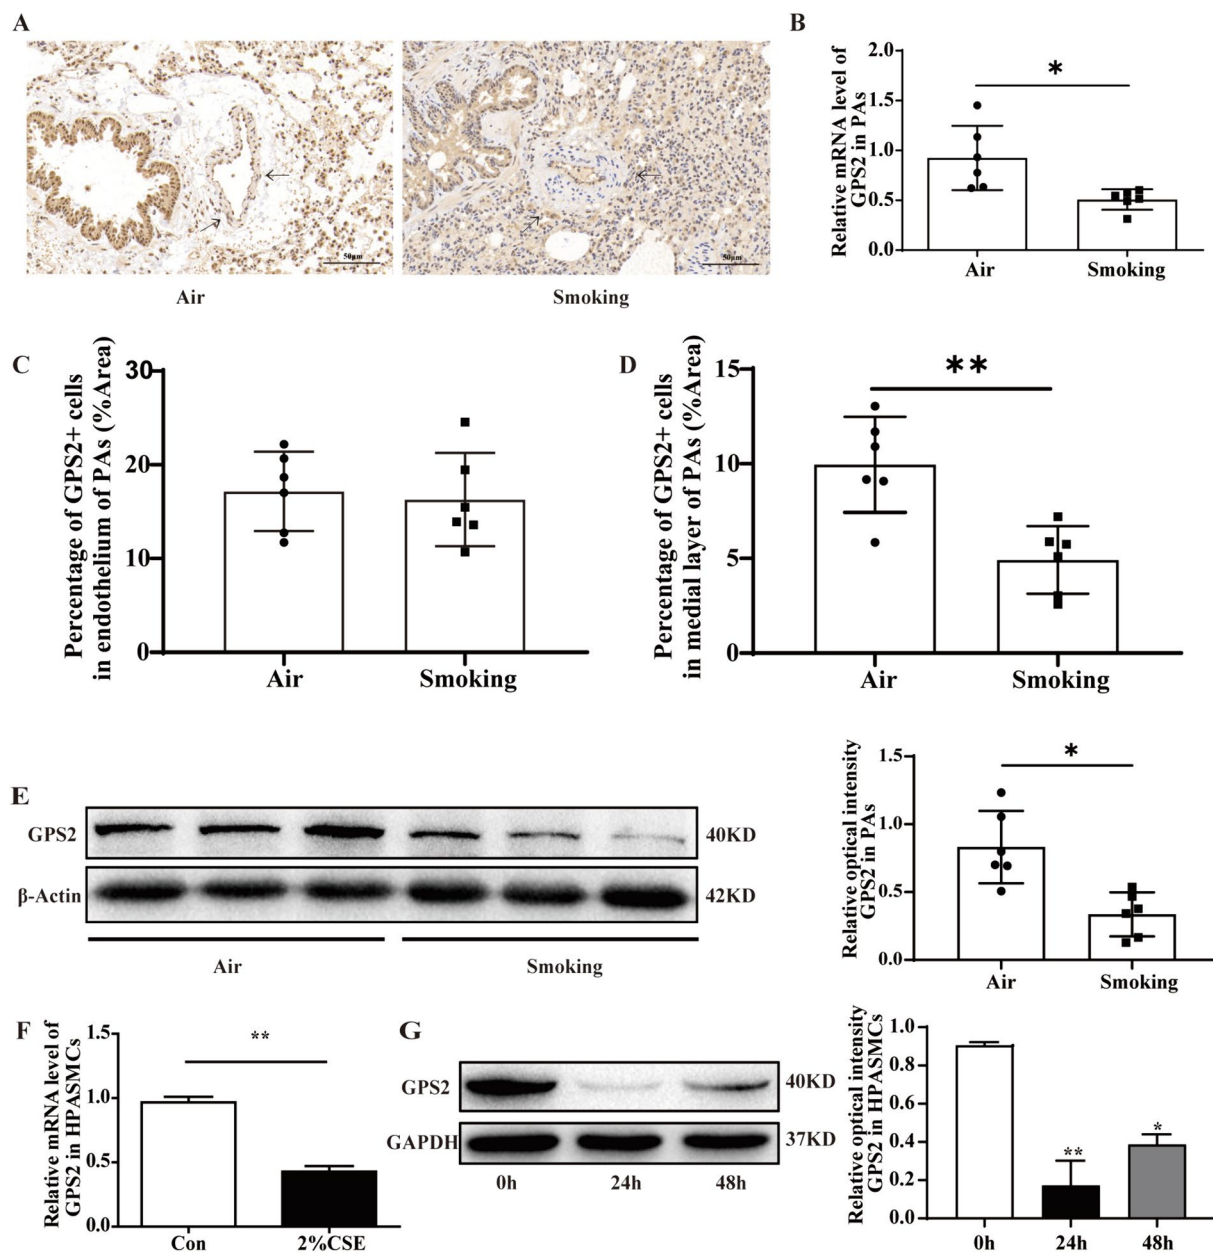 A
50μm
50μm
Air
Smoking
B
Relative mRNA level of
GPS2 in PAs
2.0
1.5
1.0
0.5
0.0
*
Air
Smoking
C
Percentage of GPS2+ cells
in endothelium of PAs (%Area)
30
20
10
0
Air
Smoking
D
Percentage of GPS2+ cells
in medial layer of PAs (%Area)
15
10
5
0
**
Air
Smoking
E
GPS2
40KD
β-Actin
42KD
Air
Smoking
Relative optical intensity
GPS2 in PAs
1.5
1.0
0.5
0.0
*
Air
Smoking
F
Relative mRNA level of
GPS2 in HPASMCs
1.5
1.0
0.5
0.0
**
Con
2%CSE
G
GPS2
40KD
GAPDH
37KD
0h
24h
48h
Relative optical intensity
GPS2 in HPASMCs
1.0
0.8
0.6
0.4
0.2
0.0
**
*
0h
24h
48h